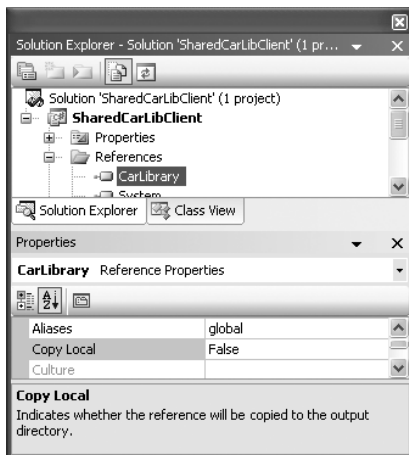 Solution Explorer - Solution 'SharedCarLibClient' (1 pr...
Solution 'SharedCarLibClient' (1 project)
SharedCarLibClient
Properties
References
CarLibrary
System
Solution Explorer Class View
Properties
CarLibrary Reference Properties
Aliases global
Copy Local False
Culture
Copy Local
Indicates whether the reference will be copied to the output
directory.